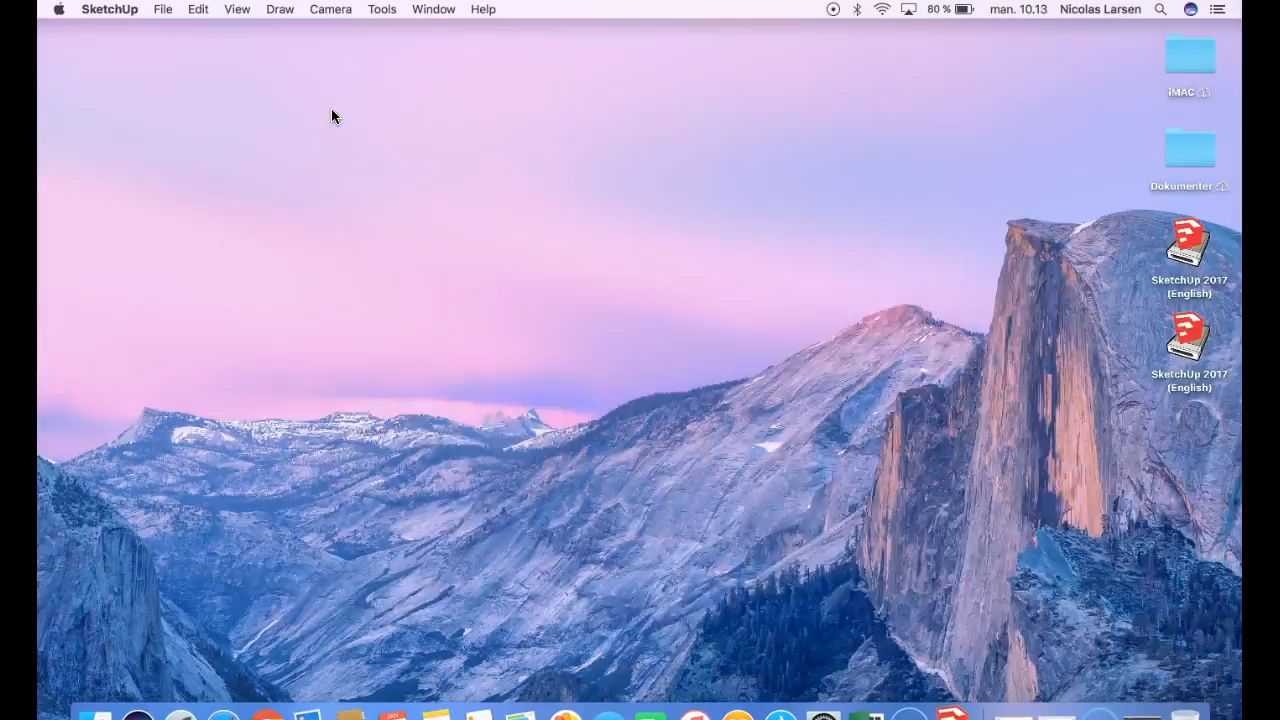 SketchUp File Edit View Draw Camera Tools Window Help 80 % man. 10.13 Nicolas Larsen
iMAC
Dokumenter
SketchUp 2017
(English)
SketchUp 2017
(English)
JAN